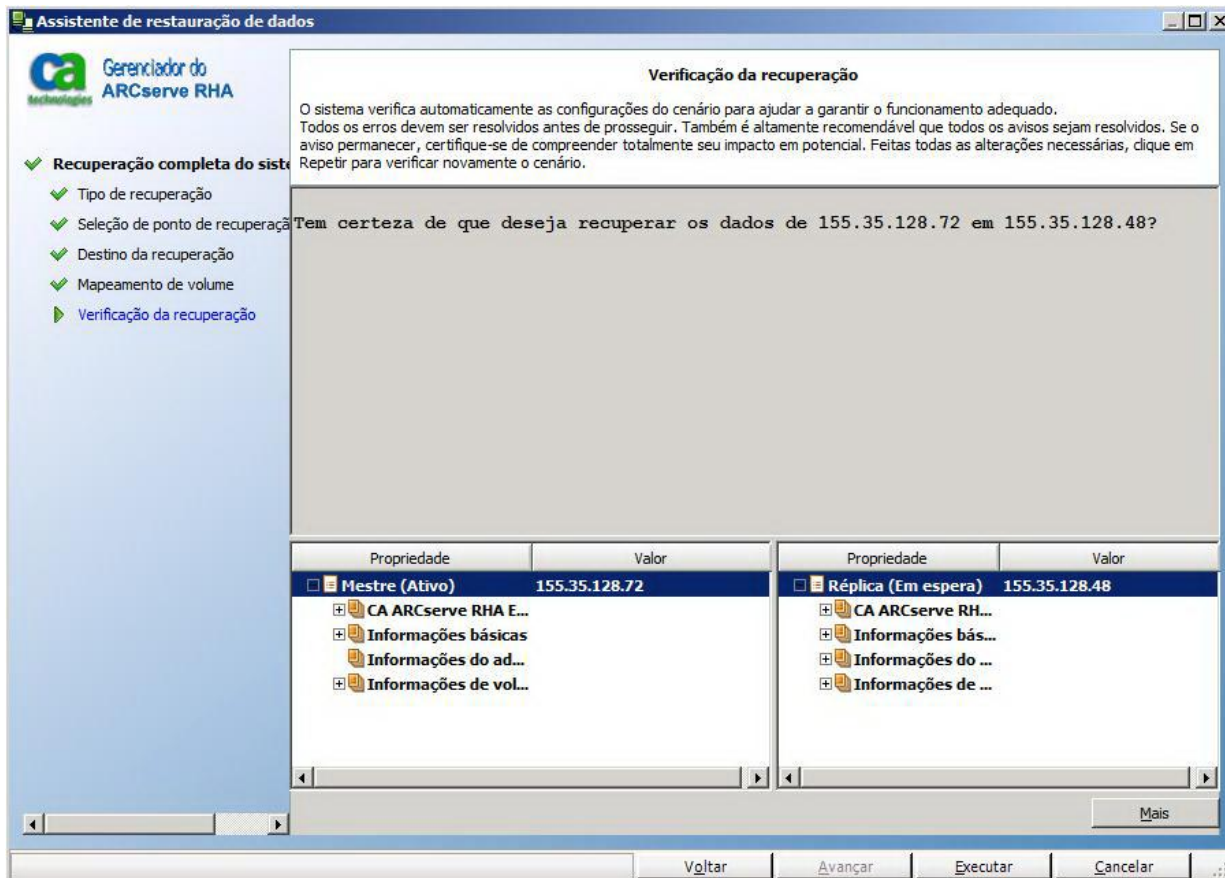 Assistente de restauração de dados
ca
technologies
Gerenciador do
ARCserve RHA
Recuperação completa do siste
Tipo de recuperação
Seleção de ponto de recuperaçã
Destino da recuperação
Mapeamento de volume
Verificação da recuperação
Verificação da recuperação
O sistema verifica automaticamente as configurações do cenário para ajudar a garantir o funcionamento adequado.
Todos os erros devem ser resolvidos antes de prosseguir. Também é altamente recomendável que todos os avisos sejam resolvidos. Se o
aviso permanecer, certifique-se de compreender totalmente seu impacto em potencial. Feitas todas as alterações necessárias, clique em
Repetir para verificar novamente o cenário.
Tem certeza de que deseja recuperar os dados de 155.35.128.72 em 155.35.128.48?
Propriedade Valor
Mestre (Ativo) 155.35.128.72
CA ARCserve RHA E...
Informações básicas
Informações do ad...
Informações de vol...
Propriedade Valor
Réplica (Em espera) 155.35.128.48
CA ARCserve RH...
Informações bás...
Informações do ...
Informações de ...
Mais
Voltar Avançar Executar Cancelar